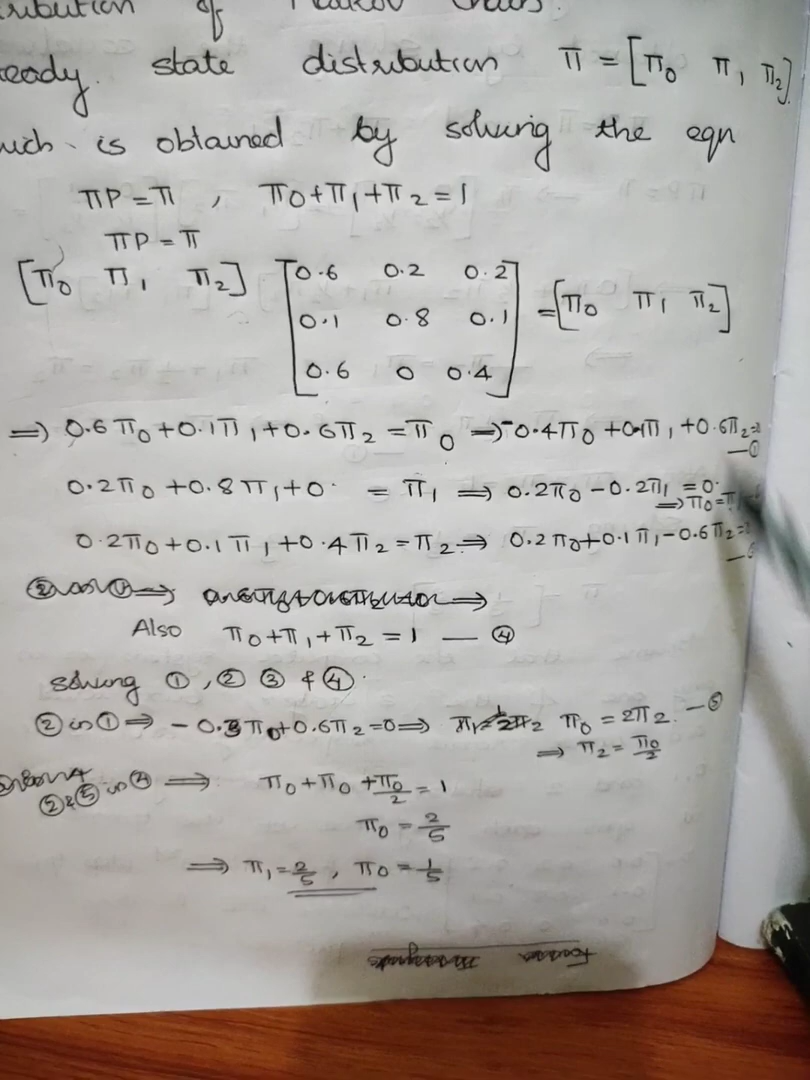 of Markov Chains.
state distribution π = [π0 π1 π2]
is obtained by solving the eqn
πP = π , π0+π1+π2 = 1
πP = π
[π0 π1 π2] [0.6 0.2 0.2
0.1 0.8 0.1
0.6 0 0.4] = [π0 π1 π2]
⇒) 0.6π0+0.1π1+0.6π2 = π0 ⇒) -0.4π0+0.1π1+0.6π2=
—①
0.2π0+0.8π1+0. = π1 ⇒ 0.2π0-0.2π1=0.
⇒ π0=π1
0.2π0+0.1π1+0.4π2=π2 ⇒ 0.2π0+0.1π1-0.6π2=
Also π0+π1+π2=1 — ④
solving ①,② ③ & ④.
② in ① ⇒ -0.3π0+0.6π2=0 ⇒ π0=2π2. —⑤
⇒ π2=π0/2
②&⑤ in ④ ⇒ π0+π0+π0/2=1
π0=2/5
⇒ π1=2/5, π0=1/5